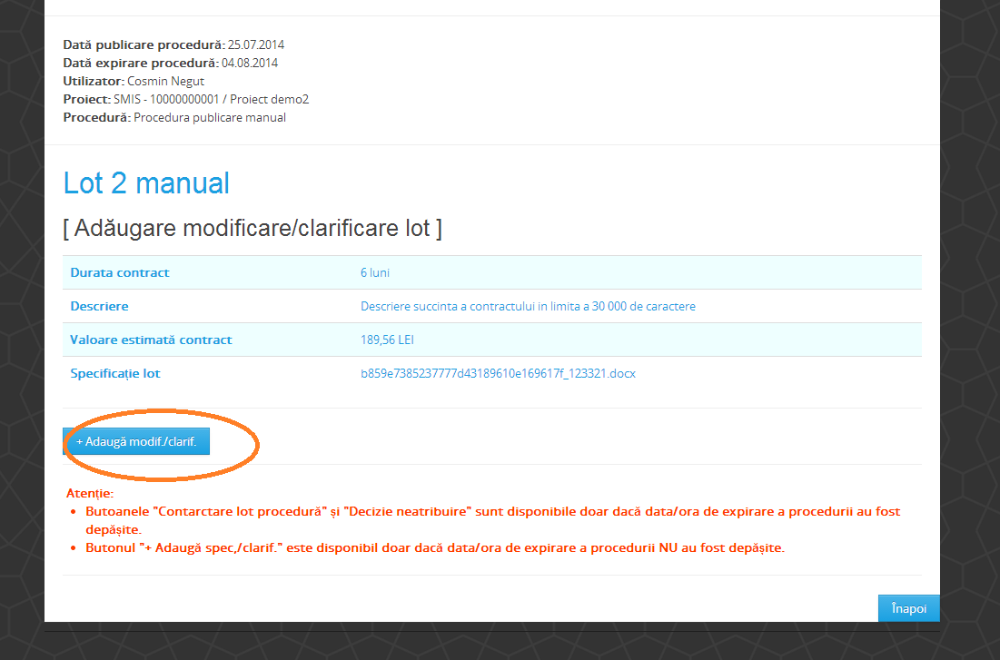 Dată publicare procedură: 25.07.2014
Dată expirare procedură: 04.08.2014
Utilizator: Cosmin Negut
Proiect: SMIS - 10000000001 / Proiect demo2
Procedură: Procedura publicare manual
Lot 2 manual
[ Adăugare modificare/clarificare lot ]
Durata contract 6 luni
Descriere Descriere succinta a contractului in limita a 30 000 de caractere
Valoare estimată contract 189,56 LEI
Specificație lot b859e7385237777d43189610e169617f_123321.docx
+ Adaugă modif./clarif.
Atenție:
• Butoanele "Contarctare lot procedură" și "Decizie neatribuire" sunt disponibile doar dacă data/ora de expirare a procedurii au fost
depășite.
• Butonul "+ Adaugă spec,/clarif." este disponibil doar dacă data/ora de expirare a procedurii NU au fost depășite.
Înapoi